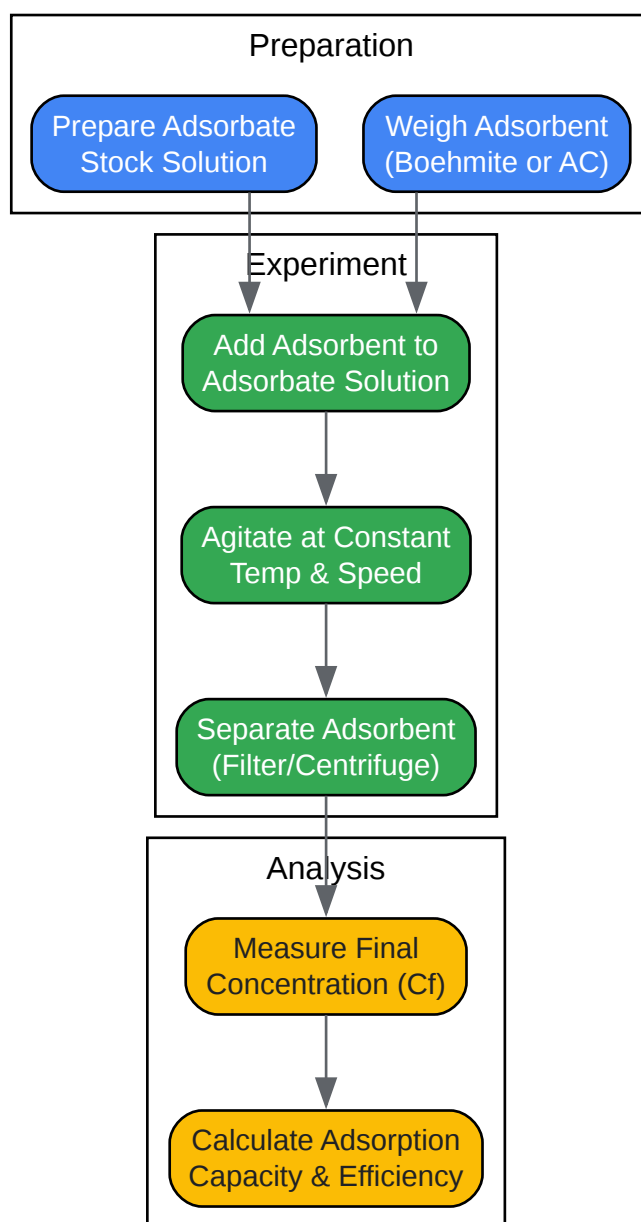 Preparation
Prepare Adsorbate
Stock Solution
Weigh Adsorbent
(Boehmite or AC)
Experiment
Add Adsorbent to
Adsorbate Solution
Agitate at Constant
Temp & Speed
Separate Adsorbent
(Filter/Centrifuge)
Analysis
Measure Final
Concentration (Cf)
Calculate Adsorption
Capacity & Efficiency